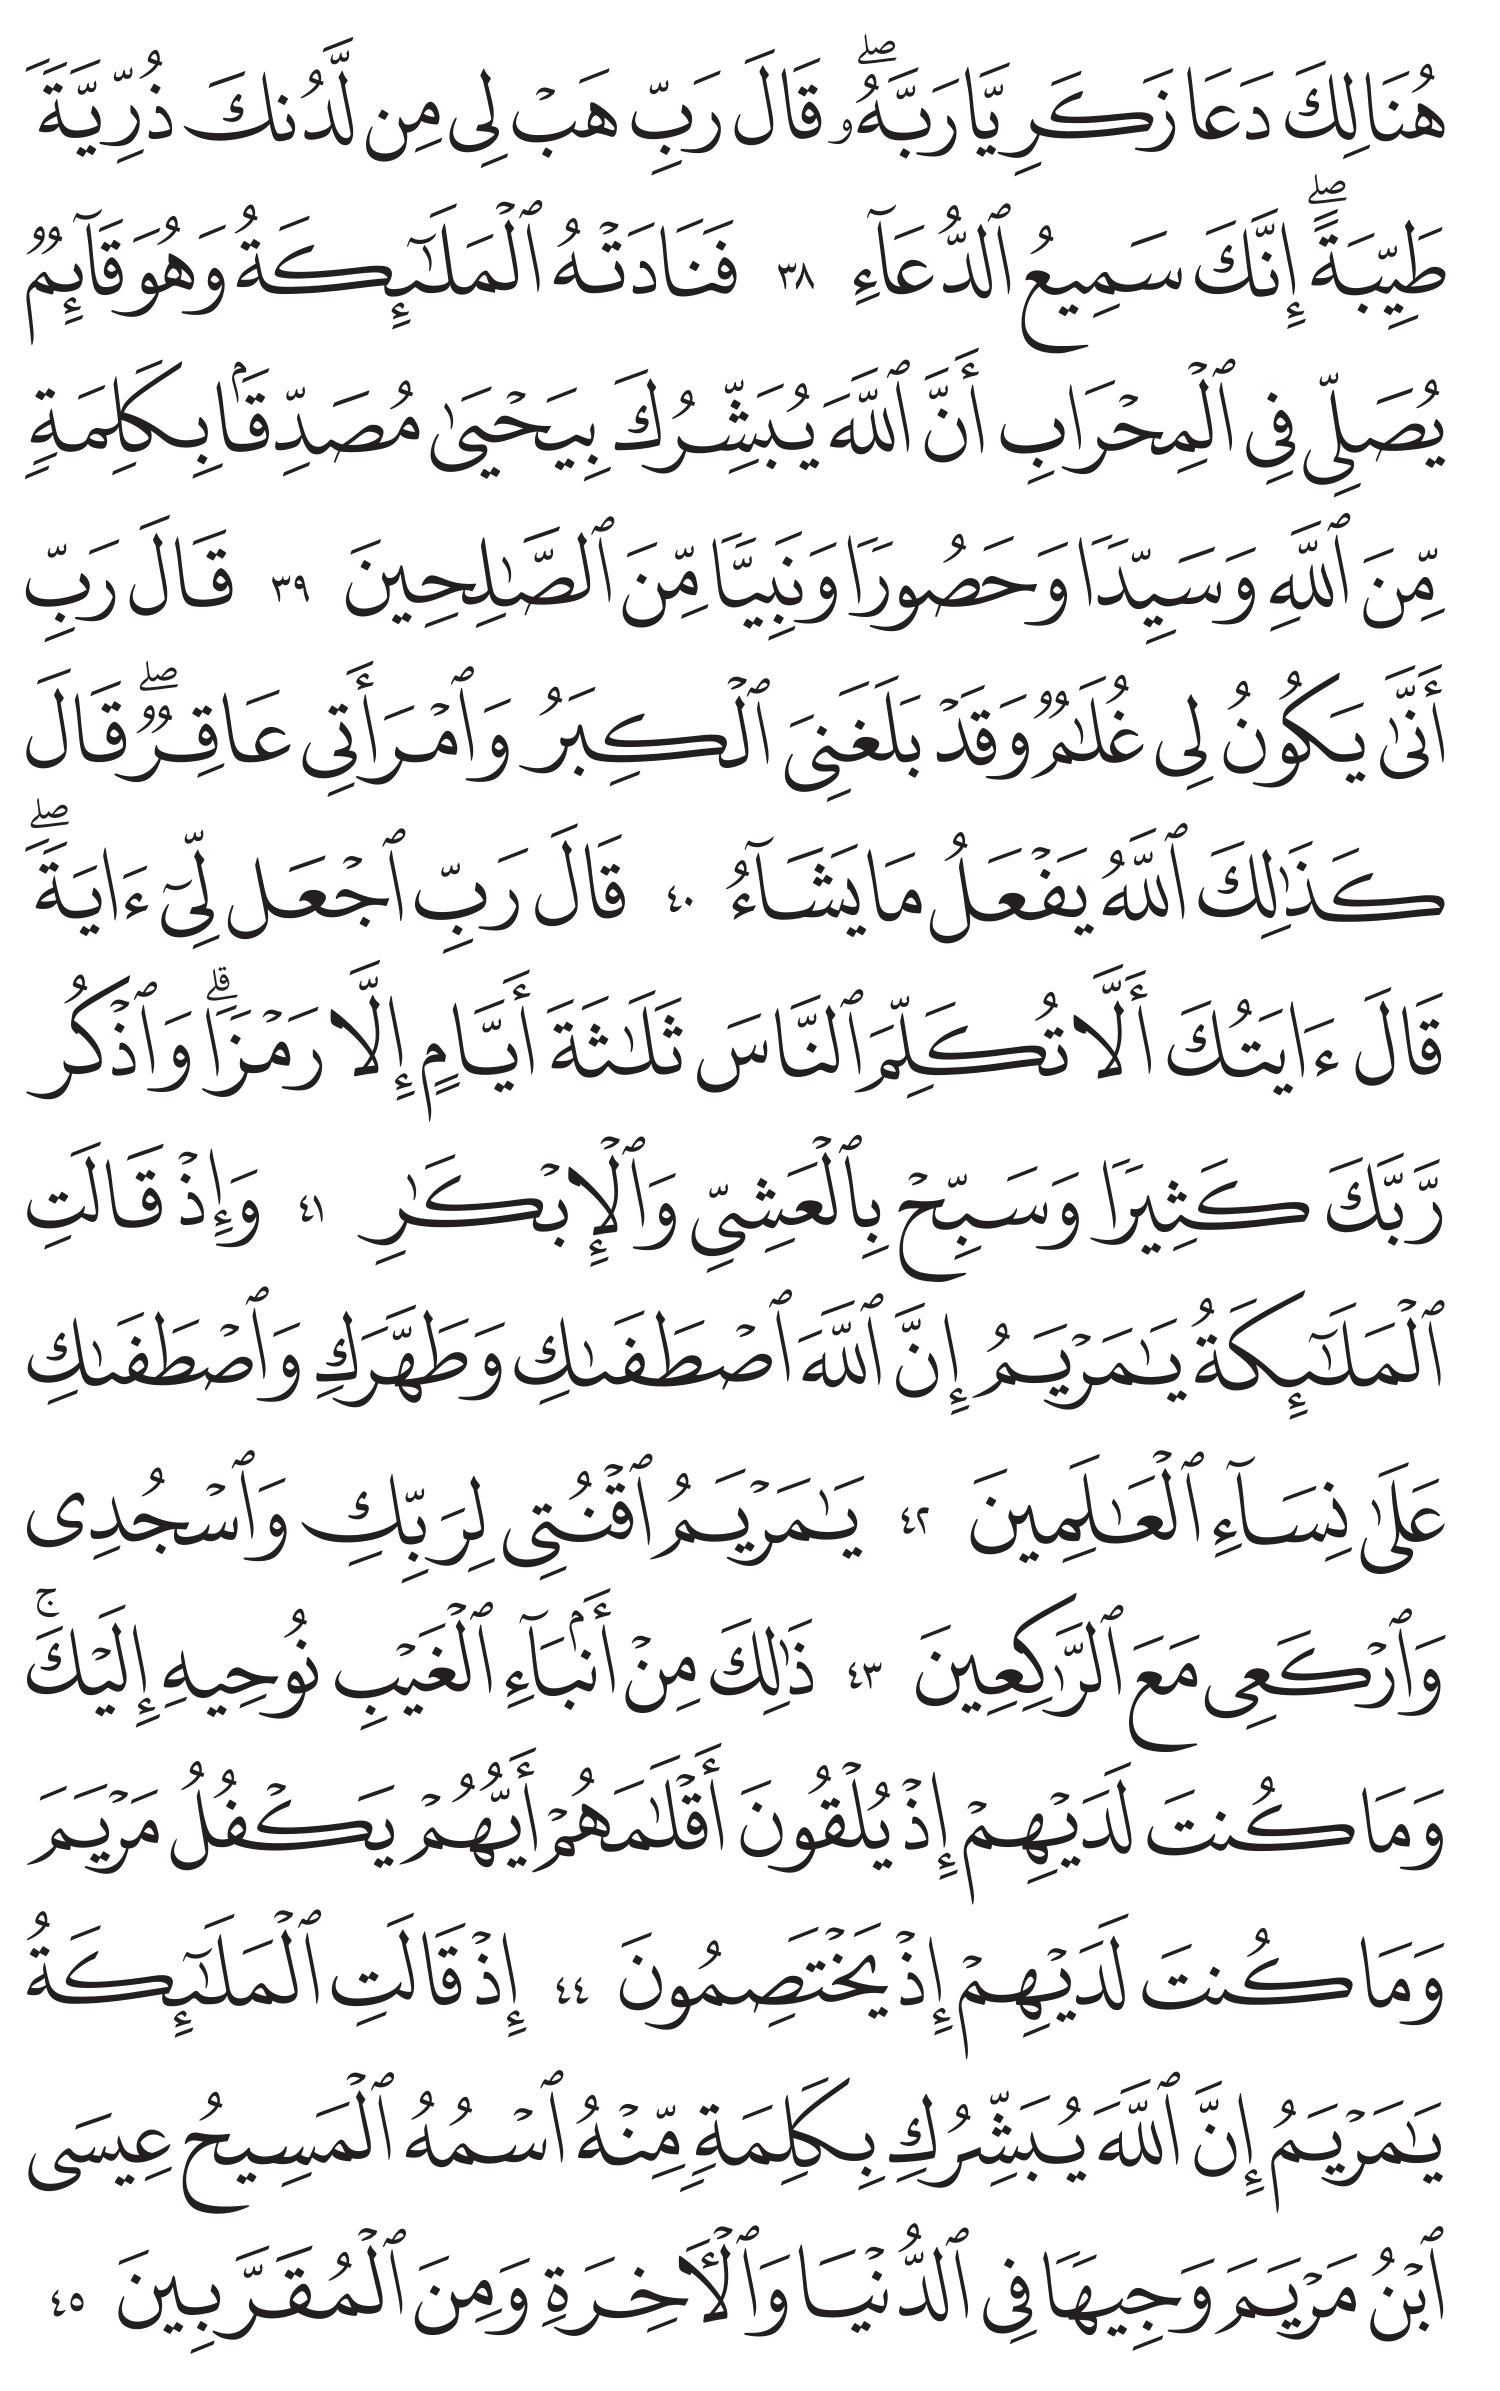 هُنَالِكَ دَعَا زَكَرِيَّا رَبَّهُۥۖ قَالَ رَبِّ هَبْ لِى مِن لَّدُنكَ ذُرِّيَّةً
طَيِّبَةًۖ إِنَّكَ سَمِيعُ ٱلدُّعَآءِ ٣٨ فَنَادَتْهُ ٱلْمَلَـٰٓئِكَةُ وَهُوَ قَآئِمٌ
يُصَلِّى فِى ٱلْمِحْرَابِ أَنَّ ٱللَّهَ يُبَشِّرُكَ بِيَحْيَىٰ مُصَدِّقًۢا بِكَلِمَةٍ
مِّنَ ٱللَّهِ وَسَيِّدًا وَحَصُورًا وَنَبِيًّا مِّنَ ٱلصَّـٰلِحِينَ ٣٩ قَالَ رَبِّ
أَنَّىٰ يَكُونُ لِى غُلَـٰمٌ وَقَدْ بَلَغَنِىَ ٱلْكِبَرُ وَٱمْرَأَتِى عَاقِرٌۖ قَالَ
كَذَٰلِكَ ٱللَّهُ يَفْعَلُ مَا يَشَآءُ ٤٠ قَالَ رَبِّ ٱجْعَل لِّىٓ ءَايَةًۖ
قَالَ ءَايَتُكَ أَلَّا تُكَلِّمَ ٱلنَّاسَ ثَلَـٰثَةَ أَيَّامٍ إِلَّا رَمْزًاۗ وَٱذْكُر
رَّبَّكَ كَثِيرًا وَسَبِّحْ بِٱلْعَشِىِّ وَٱلْإِبْكَـٰرِ ٤١ وَإِذْ قَالَتِ
ٱلْمَلَـٰٓئِكَةُ يَـٰمَرْيَمُ إِنَّ ٱللَّهَ ٱصْطَفَىٰكِ وَطَهَّرَكِ وَٱصْطَفَىٰكِ
عَلَىٰ نِسَآءِ ٱلْعَـٰلَمِينَ ٤٢ يَـٰمَرْيَمُ ٱقْنُتِى لِرَبِّكِ وَٱسْجُدِى
وَٱرْكَعِى مَعَ ٱلرَّٰكِعِينَ ٤٣ ذَٰلِكَ مِنْ أَنۢبَآءِ ٱلْغَيْبِ نُوحِيهِ إِلَيْكَۚ
وَمَا كُنتَ لَدَيْهِمْ إِذْ يُلْقُونَ أَقْلَـٰمَهُمْ أَيُّهُمْ يَكْفُلُ مَرْيَمَ
وَمَا كُنتَ لَدَيْهِمْ إِذْ يَخْتَصِمُونَ ٤٤ إِذْ قَالَتِ ٱلْمَلَـٰٓئِكَةُ
يَـٰمَرْيَمُ إِنَّ ٱللَّهَ يُبَشِّرُكِ بِكَلِمَةٍ مِّنْهُ ٱسْمُهُ ٱلْمَسِيحُ عِيسَى
ٱبْنُ مَرْيَمَ وَجِيهًا فِى ٱلدُّنْيَا وَٱلْـَٔاخِرَةِ وَمِنَ ٱلْمُقَرَّبِينَ ٤٥